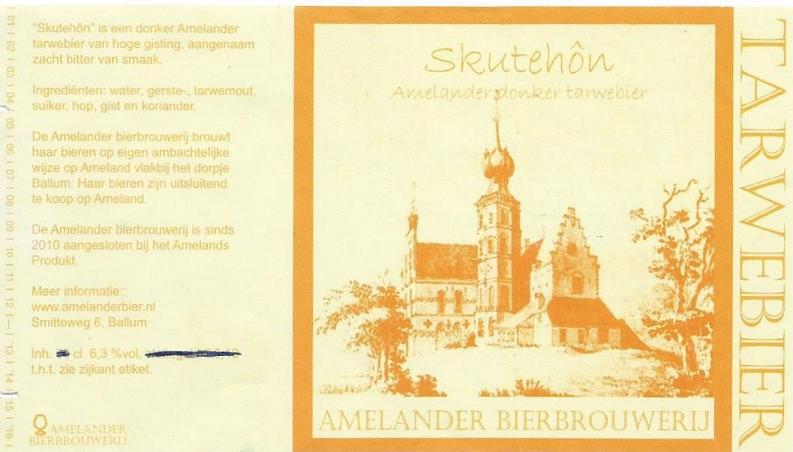 "Skutehôn" is een donker Amelander
tarwebier van hoge gisting, aangenaam
zacht bitter van smaak.
Ingrediënten: water, gerste-, tarwemout,
suiker, hop, gist en koriander.
De Amelander bierbrouwerij brouwt
haar bieren op eigen ambachtelijke
wijze op Ameland vlakbij het dorpje
Ballum. Haar bieren zijn uitsluitend
te koop op Ameland.
De Amelander bierbrouwerij is sinds
2010 aangesloten bij het Amelands
Produkt.
Meer informatie:
www.amelanderbier.nl
Smitteweg 6, Ballum
Inh. cl. 6,3 %vol,
t.h.t. zie zijkant etiket.
AMELANDER
BIERBROUWERIJ
01 | 02 | 03 | 04 | 05 | 06 | 07 | 08 | 09 | 10 | 11 | 12 | — | '13 | '14 | '15 | '16 |
Skutehôn
Amelander donker tarwebier
AMELANDER BIERBROUWERIJ
TARWEBIER